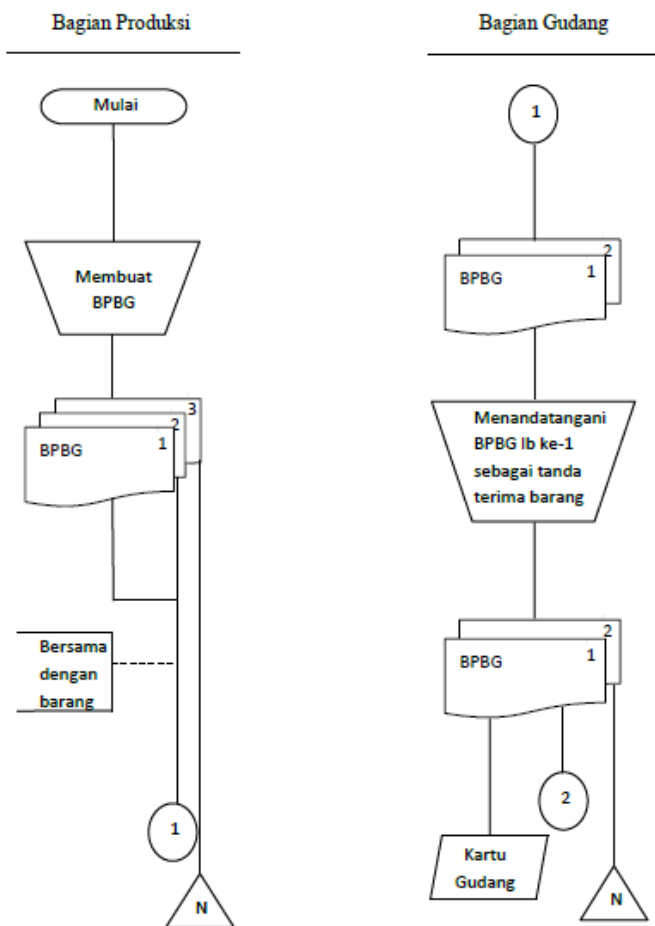 Bagian Produksi
Mulai
Membuat
BPBG
3
2
1
BPBG
Bersama
dengan
barang
1
N
Bagian Gudang
1
2
1
BPBG
Menandatangani
BPBG lb ke-1
sebagai tanda
terima barang
2
1
BPBG
2
Kartu
Gudang
N